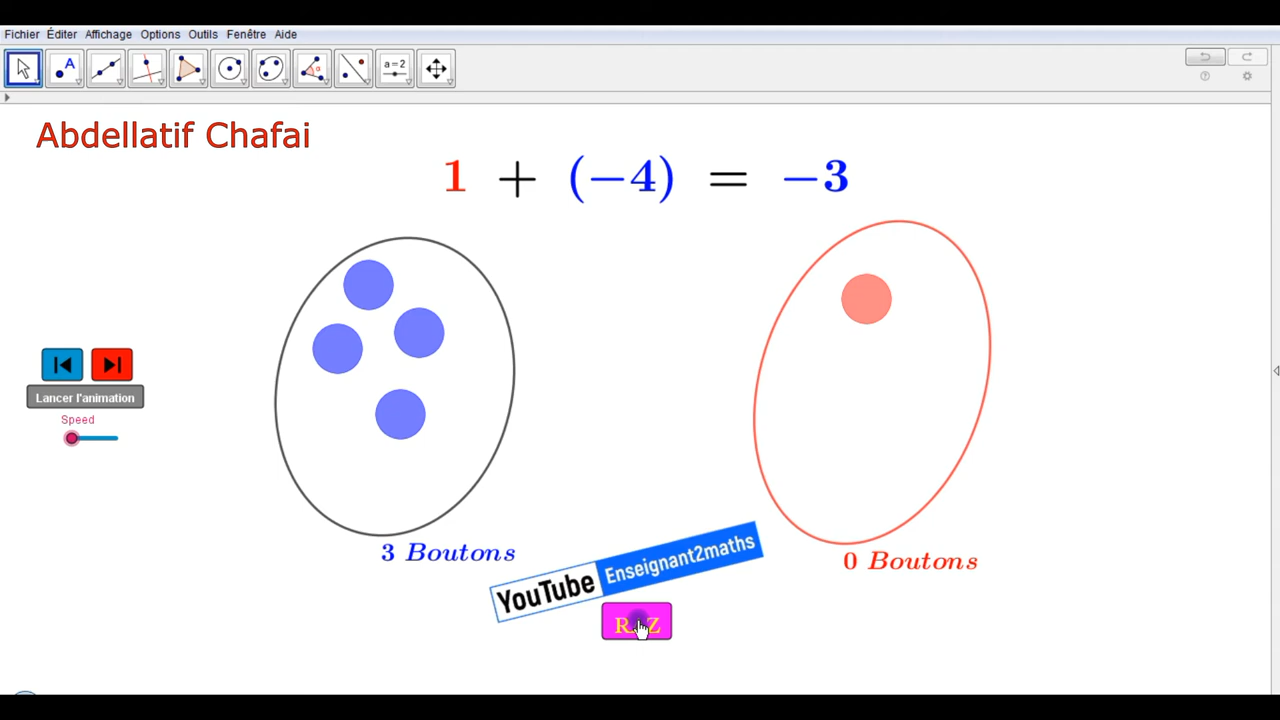 Fichier Éditer Affichage Options Outils Fenêtre Aide
A
α
a=2
Abdellatif Chafai
1 + (−4) = −3
Lancer l'animation
Speed
3 Boutons
0 Boutons
YouTube Enseignant2maths